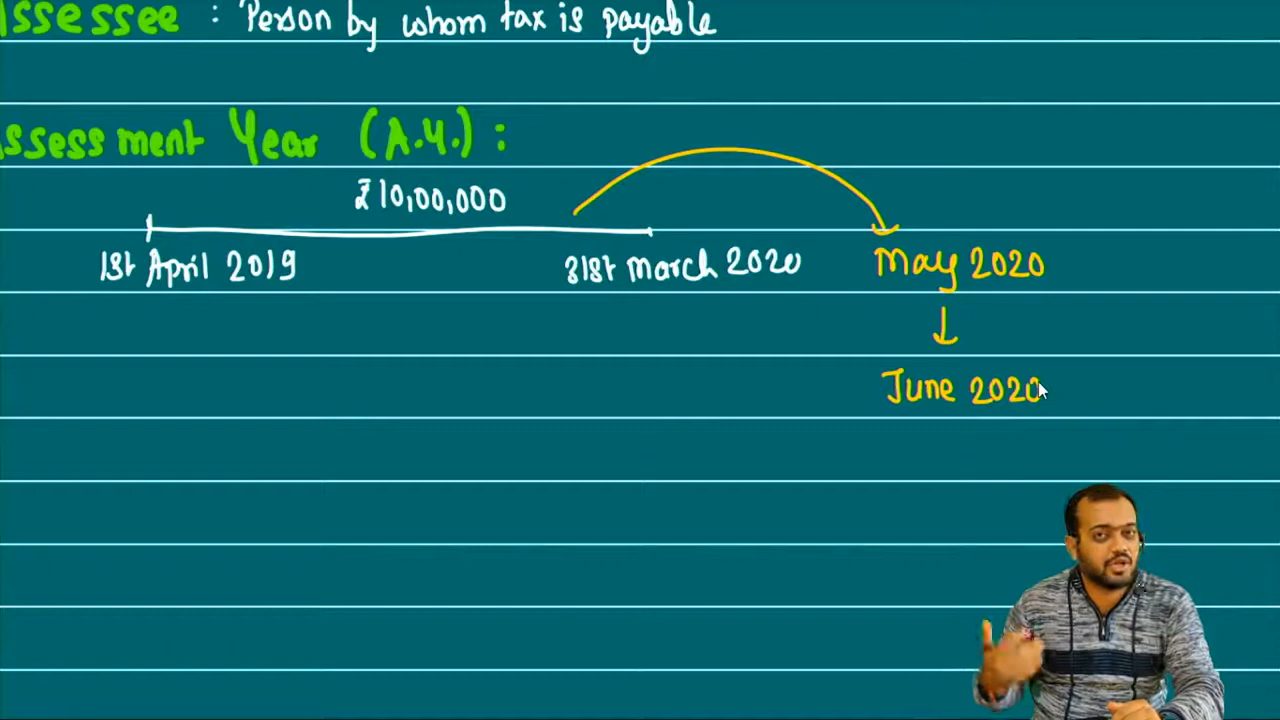 ssessee : Person by whom tax is payable
ssessment Year (A.Y.) :
₹10,00,000
1st April 2019 31st March 2020 May 2020
June 2020